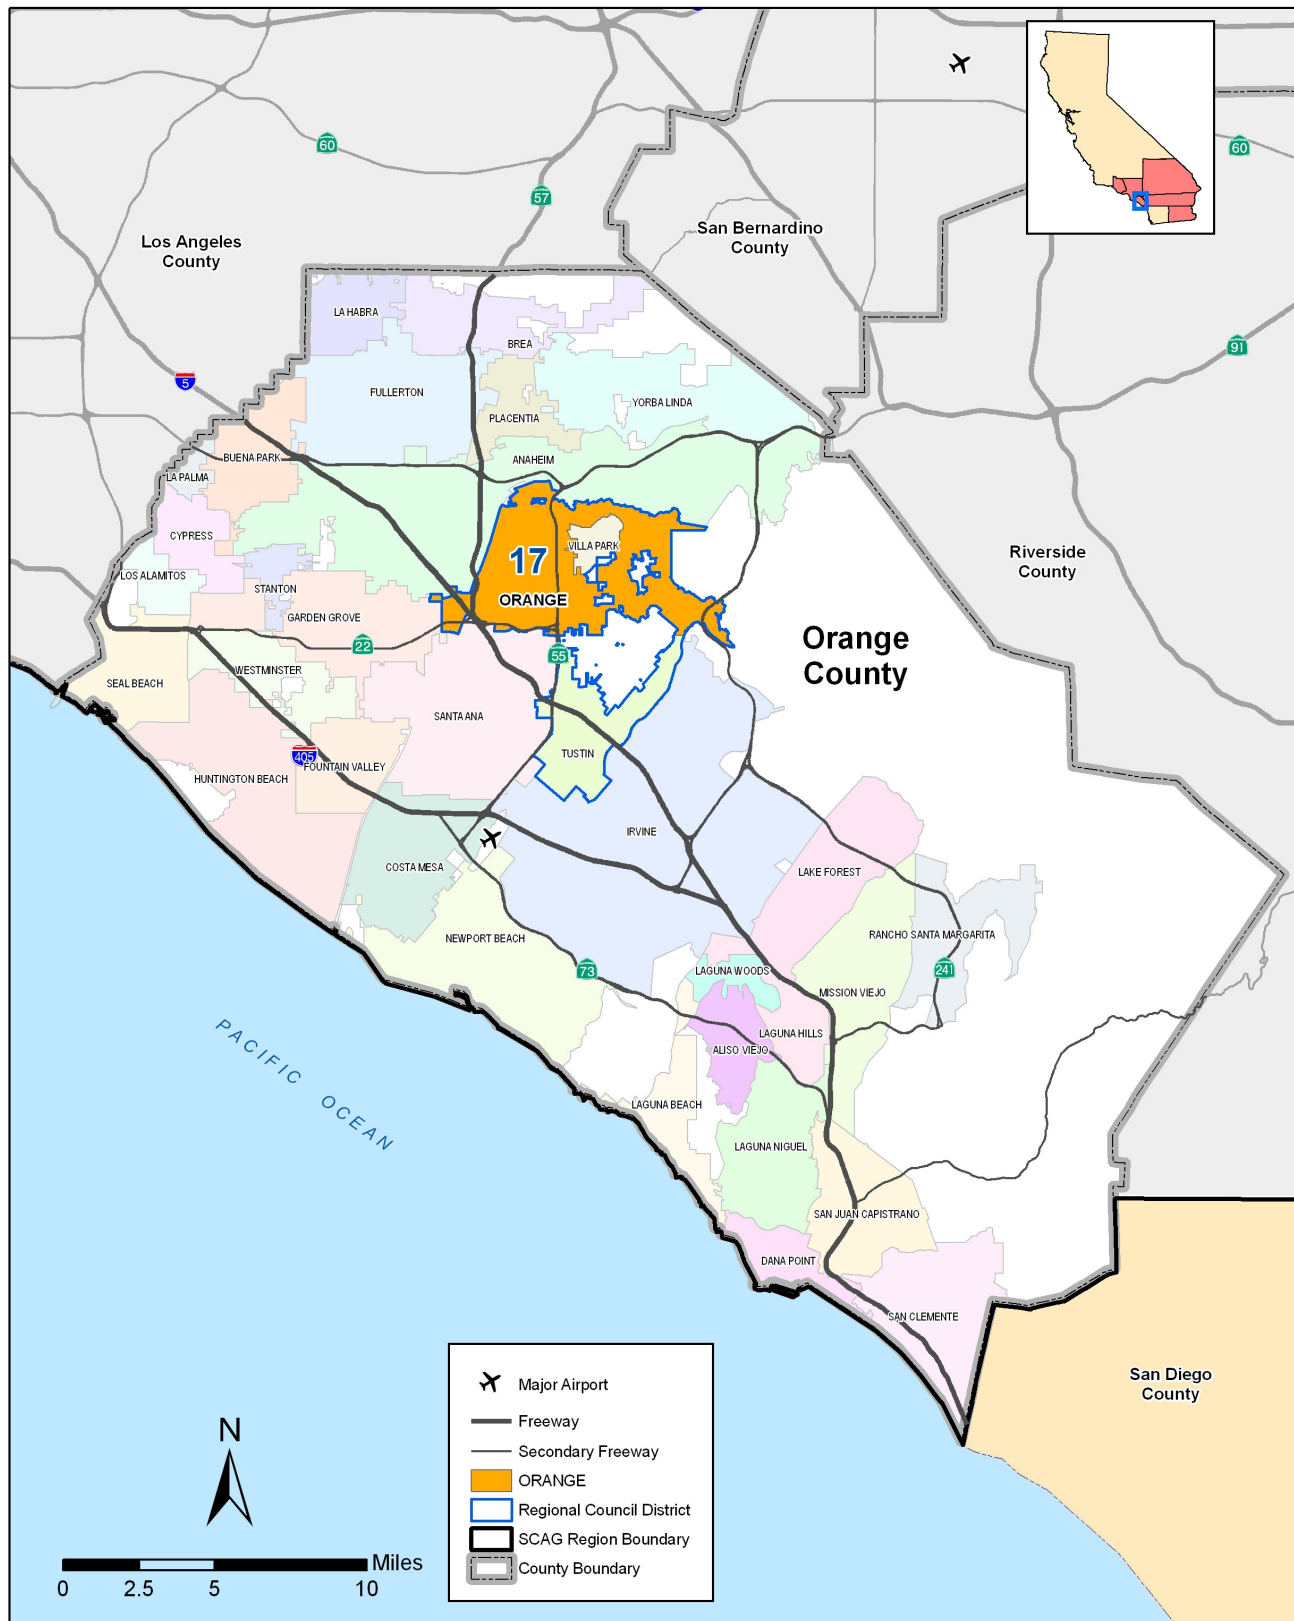 60
60
57
Los Angeles
County
San Bernardino
County
LA HABRA
BREA
91
5
FULLERTON
YORBA LINDA
PLACENTIA
BUENA PARK
ANAHEIM
LA PALMA
CYPRESS
VILLA PARK
17
Riverside
County
LOS ALAMITOS
STANTON
ORANGE
GARDEN GROVE
Orange
County
22
55
WESTMINSTER
SEAL BEACH
SANTA ANA
405
TUSTIN
FOUNTAIN VALLEY
HUNTINGTON BEACH
IRVINE
COSTA MESA
LAKE FOREST
RANCHO SANTA MARGARITA
NEWPORT BEACH
73
LAGUNA WOODS
241
MISSION VIEJO
LAGUNA HILLS
ALISO VIEJO
PACIFIC OCEAN
LAGUNA BEACH
LAGUNA NIGUEL
SAN JUAN CAPISTRANO
DANA POINT
SAN CLEMENTE
San Diego
County
Major Airport
Freeway
Secondary Freeway
ORANGE
Regional Council District
SCAG Region Boundary
County Boundary
N
Miles
0 2.5 5 10